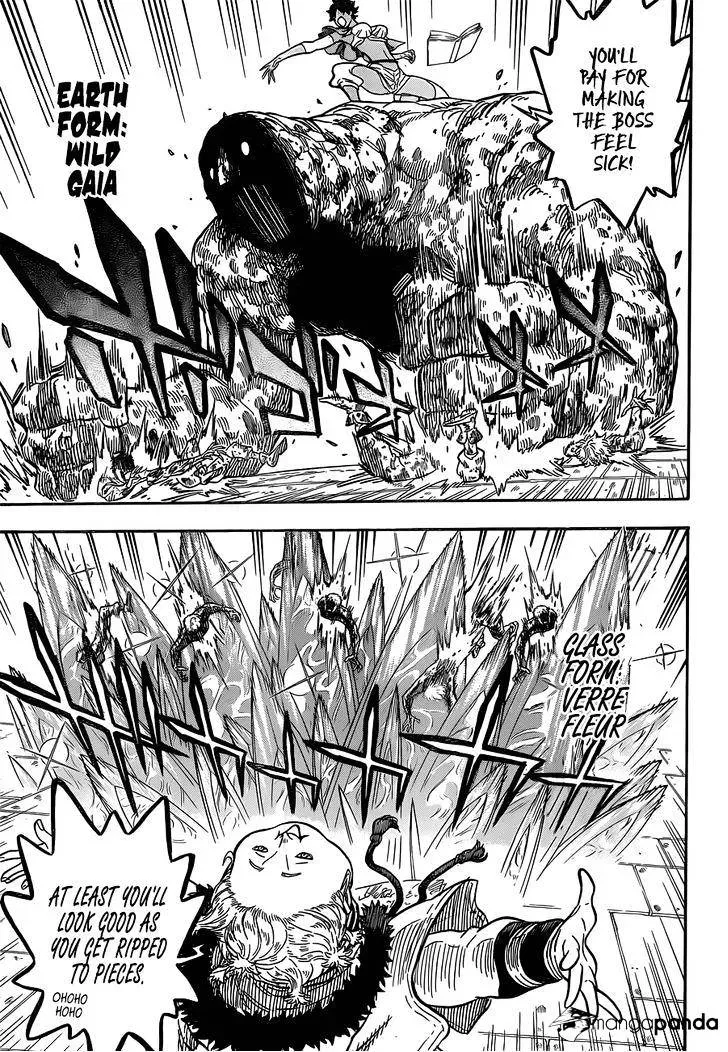 YOU'LL
PAY FOR
MAKING
THE BOSS
FEEL
SICK!
EARTH
FORM:
WILD
GAIA
GLASS
FORM:
VERRE
FLEUR
AT LEAST YOU'LL
LOOK GOOD AS
YOU GET RIPPED
TO PIECES.
OHOHO
HOHO
mangapanda